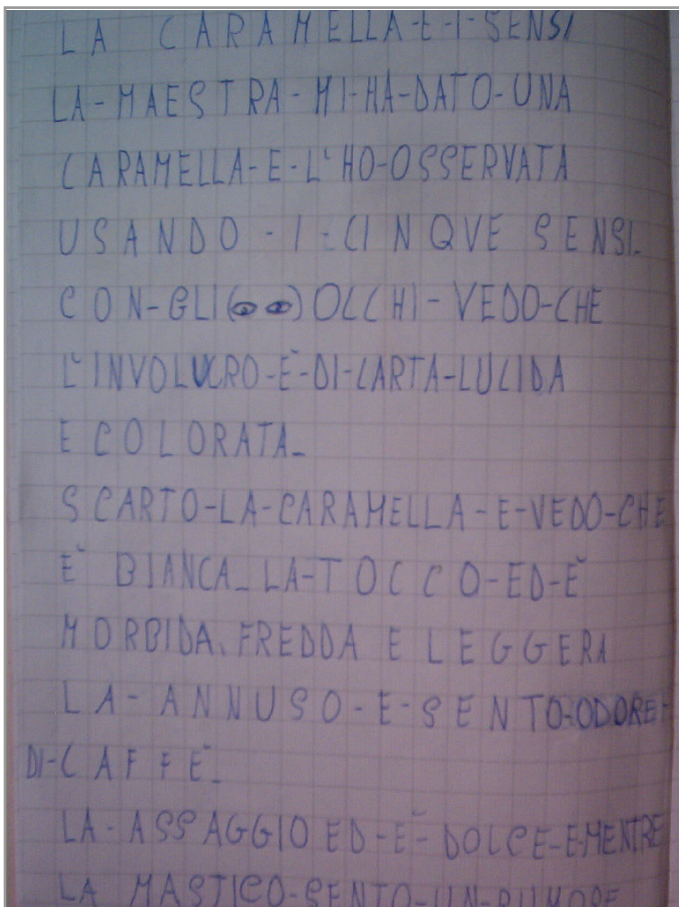 LA CARAMELLA-E-I-SENSI
LA-MAESTRA-MI-HA-DATO-UNA
CARAMELLA-E-L'HO-OSSERVATA
USANDO-I-CINQVE SENSI-
CON-GLI() OLCHI-VEDO-CHE
L'INVOLUCRO-È-DI-CARTA-LUCIDA
E COLORATA-
SCARTO-LA-CARAMELLA-E-VEDO-CHE
È BIANCA-LA-TOCCO-ED-È
MORBIDA, FREDDA E LEGGERA
LA-ANNUSO-E-SENTO-ODORE-
DI-CAFFÈ-
LA-ASSAGGIO ED-È-DOLCE-E-MENTRE
LA MASTICO-SENTO-UN-RUMORE